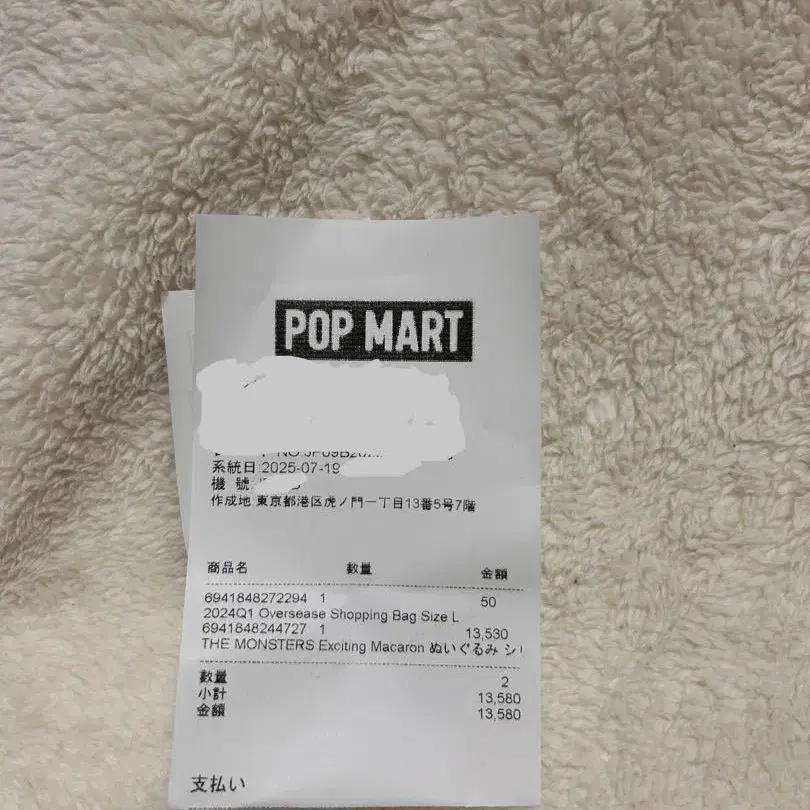 POP MART
系統日 2025-07-19
機 號
作成地 東京都港区虎ノ門一丁目13番5号7階
商品名 数量 金額
6941848272294 1 50
2024Q1 Oversease Shopping Bag Size L
6941848244727 1 13,530
THE MONSTERS Exciting Macaron ぬいぐるみ シ
数量 2
小計 13,580
金額 13,580
支払い